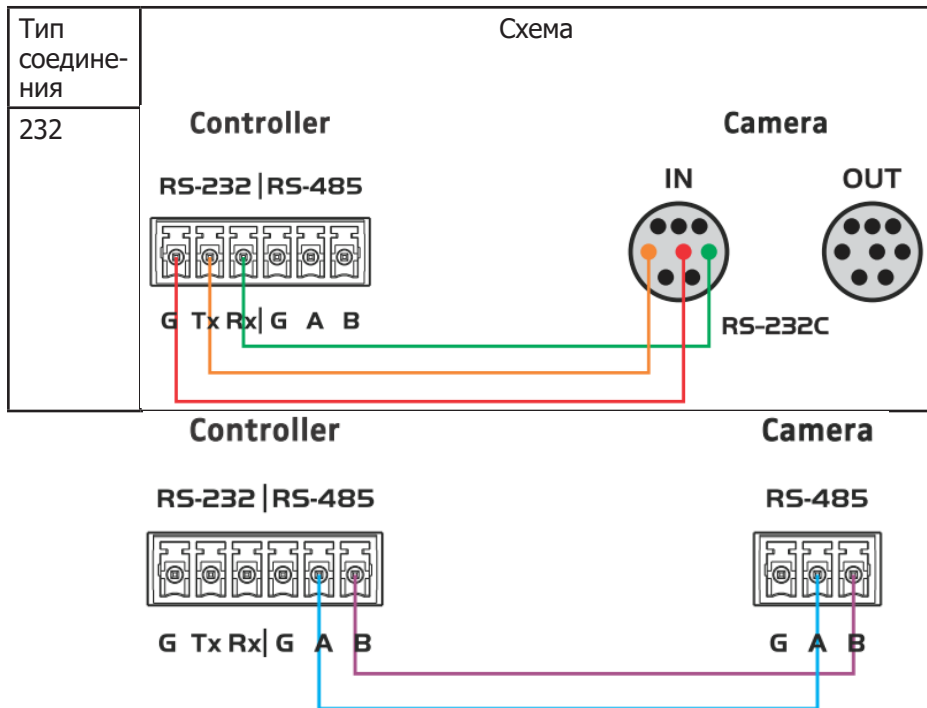 Тип
соедине-
ния
Схема
232
Controller
Camera
RS-232 | RS-485
IN
OUT
G Tx Rx| G A B
RS-232C
Controller
Camera
RS-232 | RS-485
RS-485
G Tx Rx| G A B
G A B